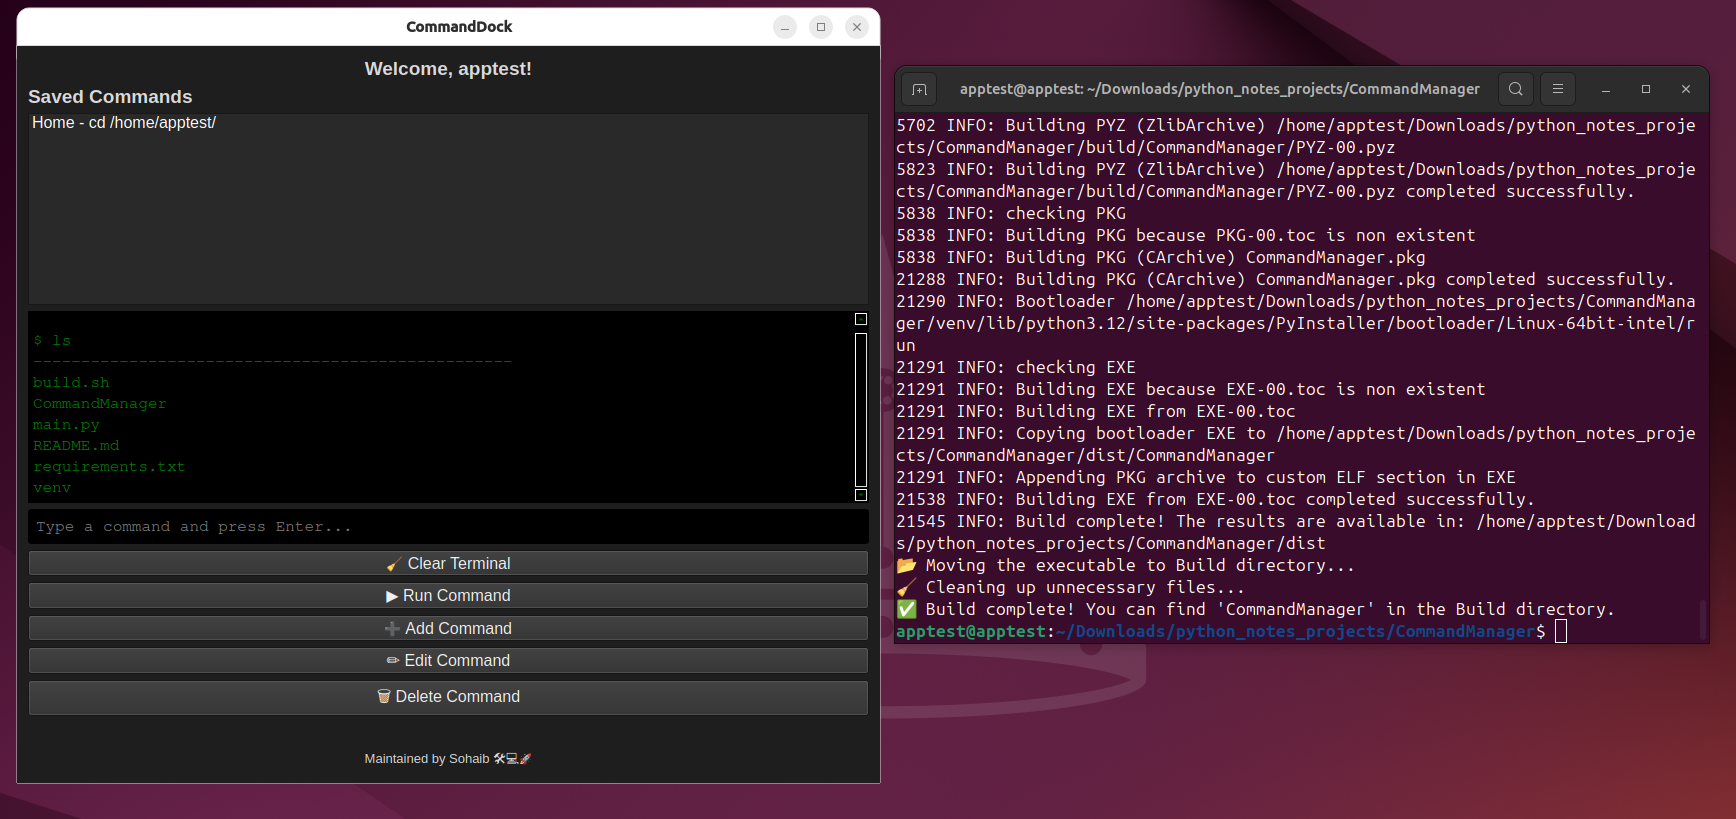 CommandDock
Welcome, apptest!
Saved Commands
Home - cd /home/apptest/
$ ls
--------------------------------------------------
build.sh
CommandManager
main.py
README.md
requirements.txt
venv
Type a command and press Enter...
🧹 Clear Terminal
▶ Run Command
➕ Add Command
✏ Edit Command
🗑 Delete Command
Maintained by Sohaib 🛠💻🚀
apptest@apptest: ~/Downloads/python_notes_projects/CommandManager
5702 INFO: Building PYZ (ZlibArchive) /home/apptest/Downloads/python_notes_proje
cts/CommandManager/build/CommandManager/PYZ-00.pyz
5823 INFO: Building PYZ (ZlibArchive) /home/apptest/Downloads/python_notes_proje
cts/CommandManager/build/CommandManager/PYZ-00.pyz completed successfully.
5838 INFO: checking PKG
5838 INFO: Building PKG because PKG-00.toc is non existent
5838 INFO: Building PKG (CArchive) CommandManager.pkg
21288 INFO: Building PKG (CArchive) CommandManager.pkg completed successfully.
21290 INFO: Bootloader /home/apptest/Downloads/python_notes_projects/CommandMana
ger/venv/lib/python3.12/site-packages/PyInstaller/bootloader/Linux-64bit-intel/r
un
21291 INFO: checking EXE
21291 INFO: Building EXE because EXE-00.toc is non existent
21291 INFO: Building EXE from EXE-00.toc
21291 INFO: Copying bootloader EXE to /home/apptest/Downloads/python_notes_proje
cts/CommandManager/dist/CommandManager
21291 INFO: Appending PKG archive to custom ELF section in EXE
21538 INFO: Building EXE from EXE-00.toc completed successfully.
21545 INFO: Build complete! The results are available in: /home/apptest/Download
s/python_notes_projects/CommandManager/dist
📂 Moving the executable to Build directory...
🧹 Cleaning up unnecessary files...
✅ Build complete! You can find 'CommandManager' in the Build directory.
apptest@apptest:~/Downloads/python_notes_projects/CommandManager$